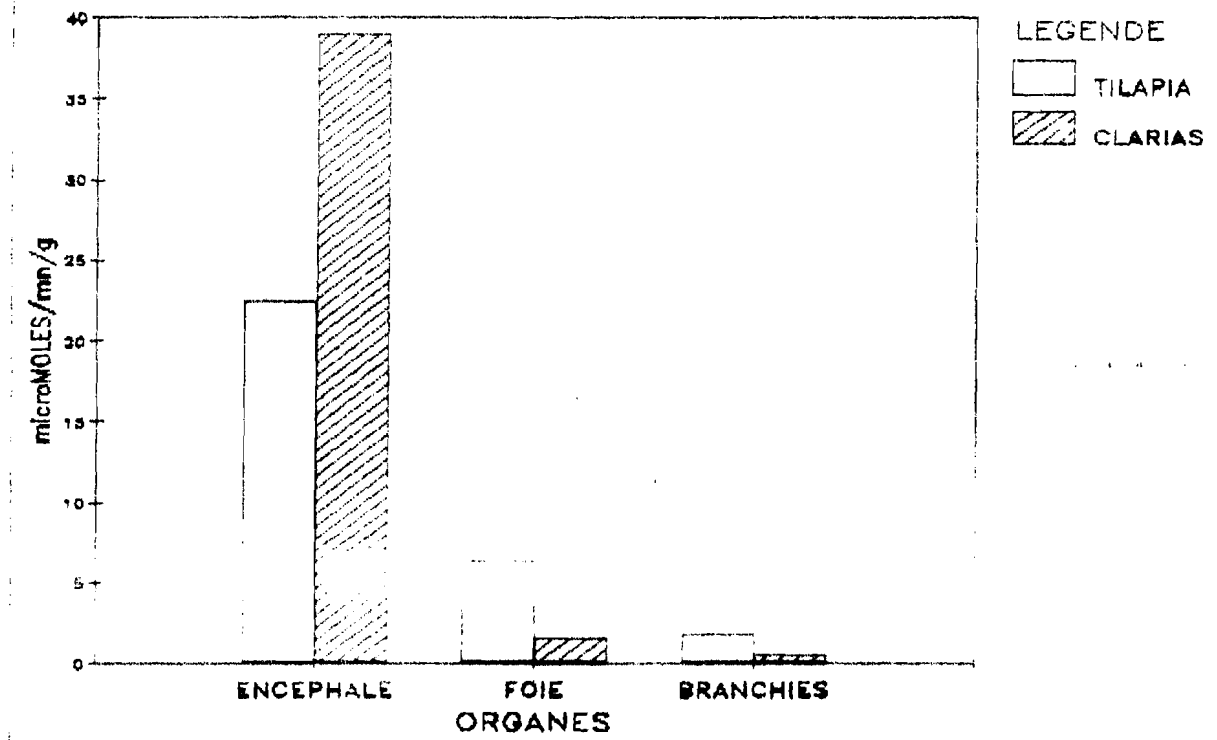 LEGENDE
TILAPIA
CLARIAS
microMOLES/mn/g
40
35
30
25
20
15
10
5
0
ENCEPHALE FOIE BRANCHIES
ORGANES